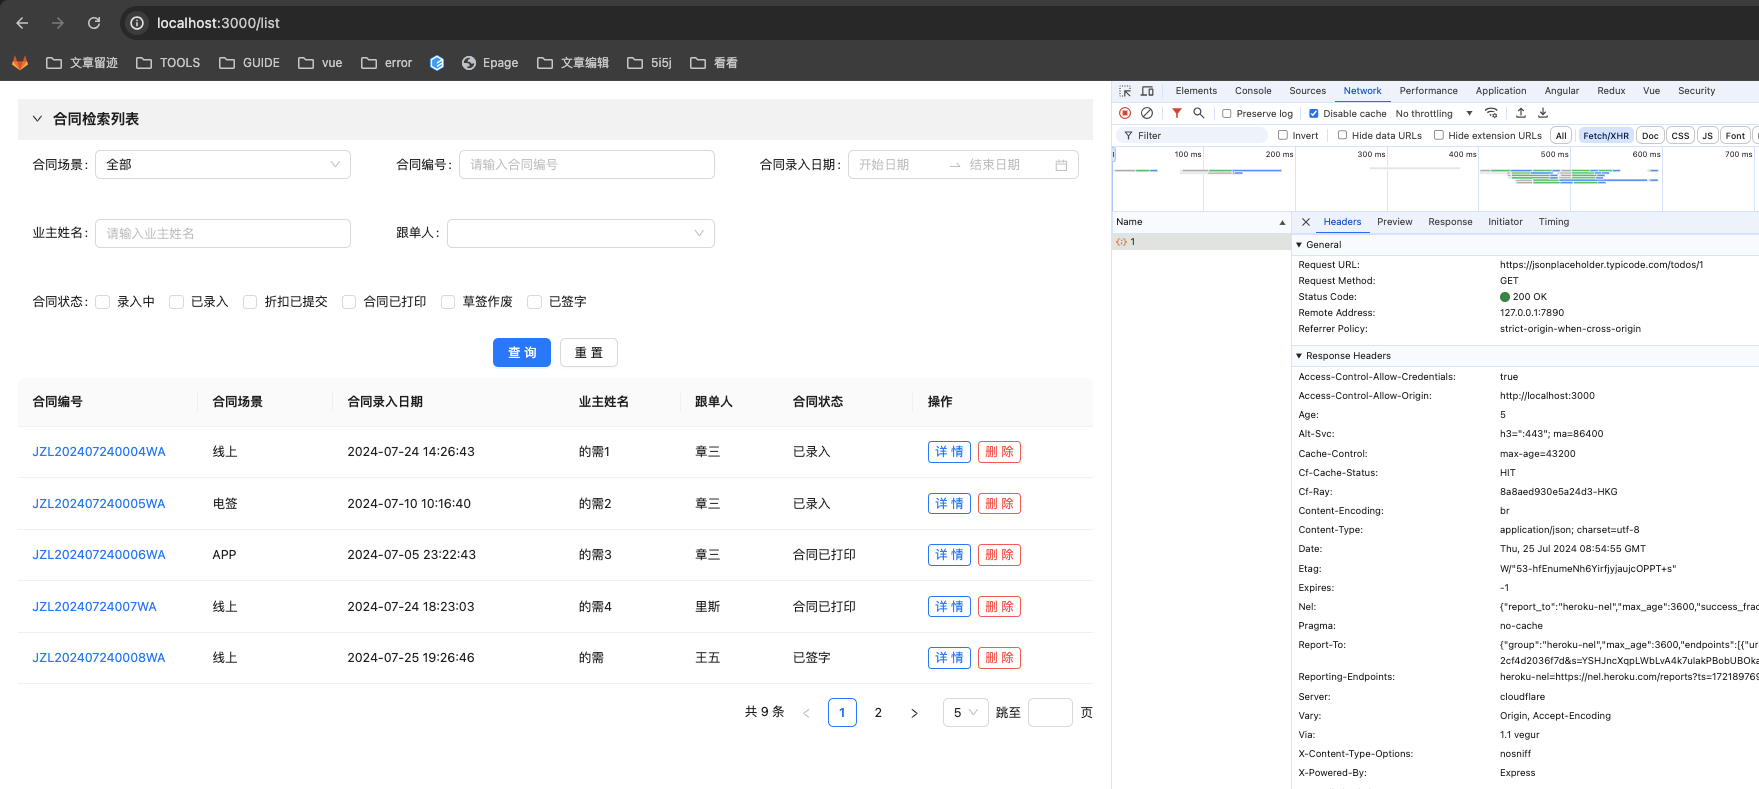 localhost:3000/list
文章留迹 TOOLS GUIDE vue error Epage 文章编辑 5i5j 看看
合同检索列表
合同场景: 全部 合同编号: 请输入合同编号 合同录入日期: 开始日期 → 结束日期
业主姓名: 请输入业主姓名 跟单人:
合同状态: 录入中 已录入 折扣已提交 合同已打印 草签作废 已签字
查 询 重 置
合同编号 合同场景 合同录入日期 业主姓名 跟单人 合同状态 操作
JZL202407240004WA 线上 2024-07-24 14:26:43 的需1 章三 已录入 详 情 删 除
JZL202407240005WA 电签 2024-07-10 10:16:40 的需2 章三 已录入 详 情 删 除
JZL202407240006WA APP 2024-07-05 23:22:43 的需3 章三 合同已打印 详 情 删 除
JZL20240724007WA 线上 2024-07-24 18:23:03 的需4 里斯 合同已打印 详 情 删 除
JZL202407240008WA 线上 2024-07-25 19:26:46 的需 王五 已签字 详 情 删 除
共 9 条 < 1 2 > 5 跳至 页
Elements Console Sources Network Performance Application Angular Redux Vue Security
Preserve log Disable cache No throttling
Filter Invert Hide data URLs Hide extension URLs All Fetch/XHR Doc CSS JS Font
100 ms 200 ms 300 ms 400 ms 500 ms 600 ms 700 ms
Name Headers Preview Response Initiator Timing
1
General
Request URL: https://jsonplaceholder.typicode.com/todos/1
Request Method: GET
Status Code: 200 OK
Remote Address: 127.0.0.1:7890
Referrer Policy: strict-origin-when-cross-origin
Response Headers
Access-Control-Allow-Credentials: true
Access-Control-Allow-Origin: http://localhost:3000
Age: 5
Alt-Svc: h3=":443"; ma=86400
Cache-Control: max-age=43200
Cf-Cache-Status: HIT
Cf-Ray: 8a8aed930e5a24d3-HKG
Content-Encoding: br
Content-Type: application/json; charset=utf-8
Date: Thu, 25 Jul 2024 08:54:55 GMT
Etag: W/"53-hfEnumeNh6YirfjyjaujcOPPT+s"
Expires: -1
Nel: {"report_to":"heroku-nel","max_age":3600,"success_frac
Pragma: no-cache
Report-To: {"group":"heroku-nel","max_age":3600,"endpoints":[{"ur
2cf4d2036f7d&s=YSHJncXqpLWbLvA4k7ulakPBobUBOka
Reporting-Endpoints: heroku-nel=https://nel.heroku.com/reports?ts=172189769
Server: cloudflare
Vary: Origin, Accept-Encoding
Via: 1.1 vegur
X-Content-Type-Options: nosniff
X-Powered-By: Express